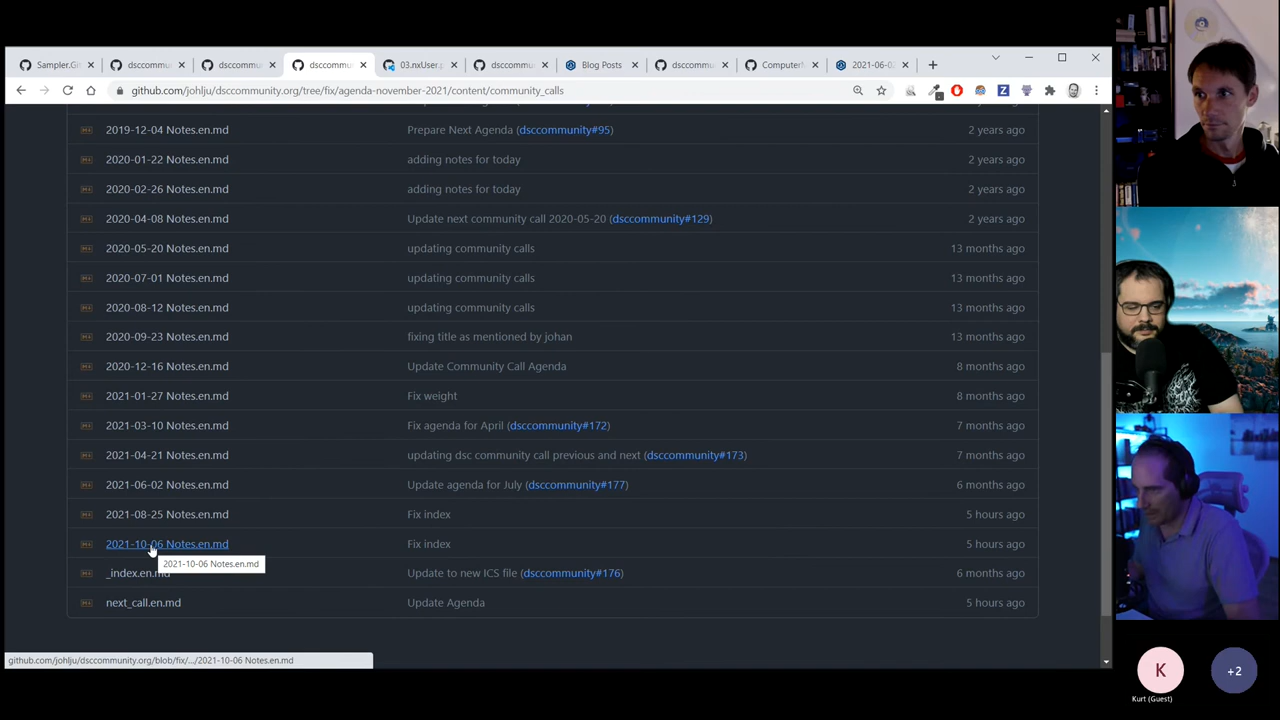 Sampler.Gi
dsccommuni
dsccommuni
dsccommuni
03.nxUser.p
dsccommun
Blog Posts
dsccommun
Computer
2021-06-0
github.com/johlju/dsccommunity.org/tree/fix/agenda-november-2021/content/community_calls
2019-12-04 Notes.en.md Prepare Next Agenda (dsccommunity#95) 2 years ago
2020-01-22 Notes.en.md adding notes for today 2 years ago
2020-02-26 Notes.en.md adding notes for today 2 years ago
2020-04-08 Notes.en.md Update next community call 2020-05-20 (dsccommunity#129) 2 years ago
2020-05-20 Notes.en.md updating community calls 13 months ago
2020-07-01 Notes.en.md updating community calls 13 months ago
2020-08-12 Notes.en.md updating community calls 13 months ago
2020-09-23 Notes.en.md fixing title as mentioned by johan 13 months ago
2020-12-16 Notes.en.md Update Community Call Agenda 8 months ago
2021-01-27 Notes.en.md Fix weight 8 months ago
2021-03-10 Notes.en.md Fix agenda for April (dsccommunity#172) 7 months ago
2021-04-21 Notes.en.md updating dsc community call previous and next (dsccommunity#173) 7 months ago
2021-06-02 Notes.en.md Update agenda for July (dsccommunity#177) 6 months ago
2021-08-25 Notes.en.md Fix index 5 hours ago
2021-10-06 Notes.en.md Fix index 5 hours ago
2021-10-06 Notes.en.md
_index.en.md Update to new ICS file (dsccommunity#176) 6 months ago
next_call.en.md Update Agenda 5 hours ago
github.com/johlju/dsccommunity.org/blob/fix/.../2021-10-06 Notes.en.md
K
+2
Kurt (Guest)